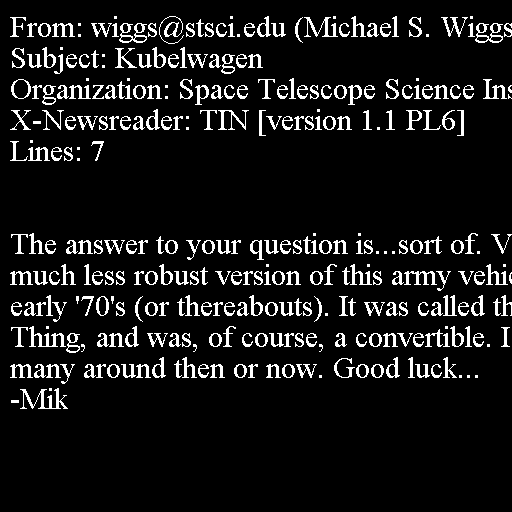 From: wiggs@stsci.edu (Michael S. Wiggs
Subject: Kubelwagen
Organization: Space Telescope Science Ins
X-Newsreader: TIN [version 1.1 PL6]
Lines: 7
The answer to your question is...sort of. V
much less robust version of this army vehic
early '70's (or thereabouts). It was called th
Thing, and was, of course, a convertible. I
many around then or now. Good luck...
-Mik